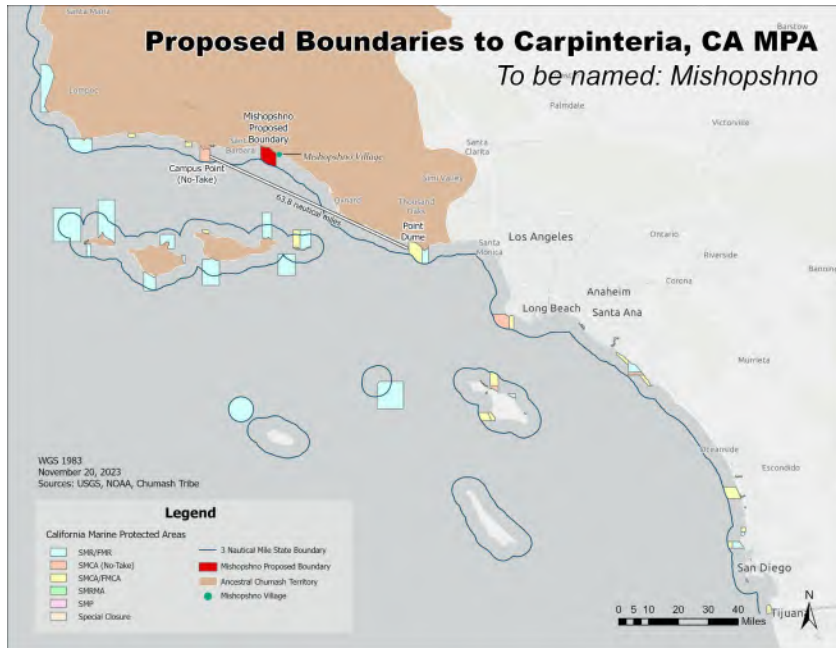 Proposed Boundaries to Carpinteria, CA MPA
To be named: Mishopshno
Santa Maria
Barstow
Lompoc
Palmdale
Victorville
Mishopshno
Proposed
Boundary
Santa
Barbara
Mishopshno Village
Santa
Clarita
Campus Point
(No-Take)
Simi Valley
Oxnard
Thousand
Oaks
63.8 nautical miles
Point
Dume
Santa
Monica
Los Angeles
Ontario
Riverside
Banning
Corona
Anaheim
Long Beach
Santa Ana
Murrieta
Oceanside
Escondido
San Diego
Tijuana
WGS 1983
November 20, 2023
Sources: USGS, NOAA, Chumash Tribe
Legend
California Marine Protected Areas
SMR/FMR
SMCA (No-Take)
SMCA/FMCA
SMRMA
SMP
Special Closure
3 Nautical Mile State Boundary
Mishopshno Proposed Boundary
Ancestral Chumash Territory
Mishopshno Village
0 5 10 20 30 40
Miles
N